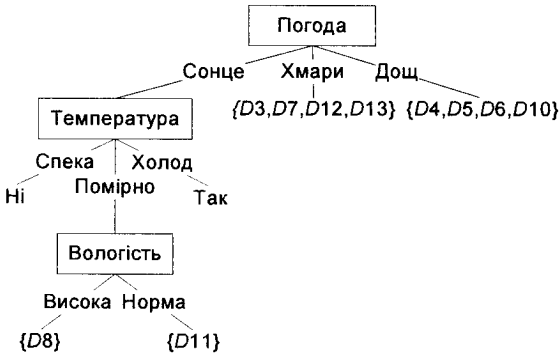 Погода
Сонце Хмари Дощ
{D3,D7,D12,D13} {D4,D5,D6,D10}
Температура
Спека Холод
Помірно
Ні Так
Вологість
Висока Норма
{D8} {D11}